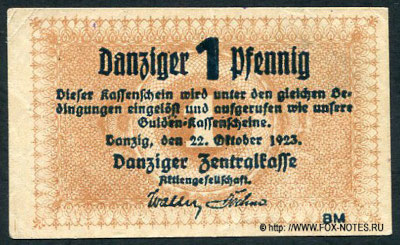 Danziger 1 Pfennig
Dieser Kassenschein wird unter den gleichen Be-
dingungen eingelöst und aufgerufen wie unsere
Gulden-Kassenscheine.
Danzig, den 22. Oktober 1923.
Danziger Zentralkasse
Aktiengesellschaft.
BM
http://
WWW.FOX-NOTES.RU